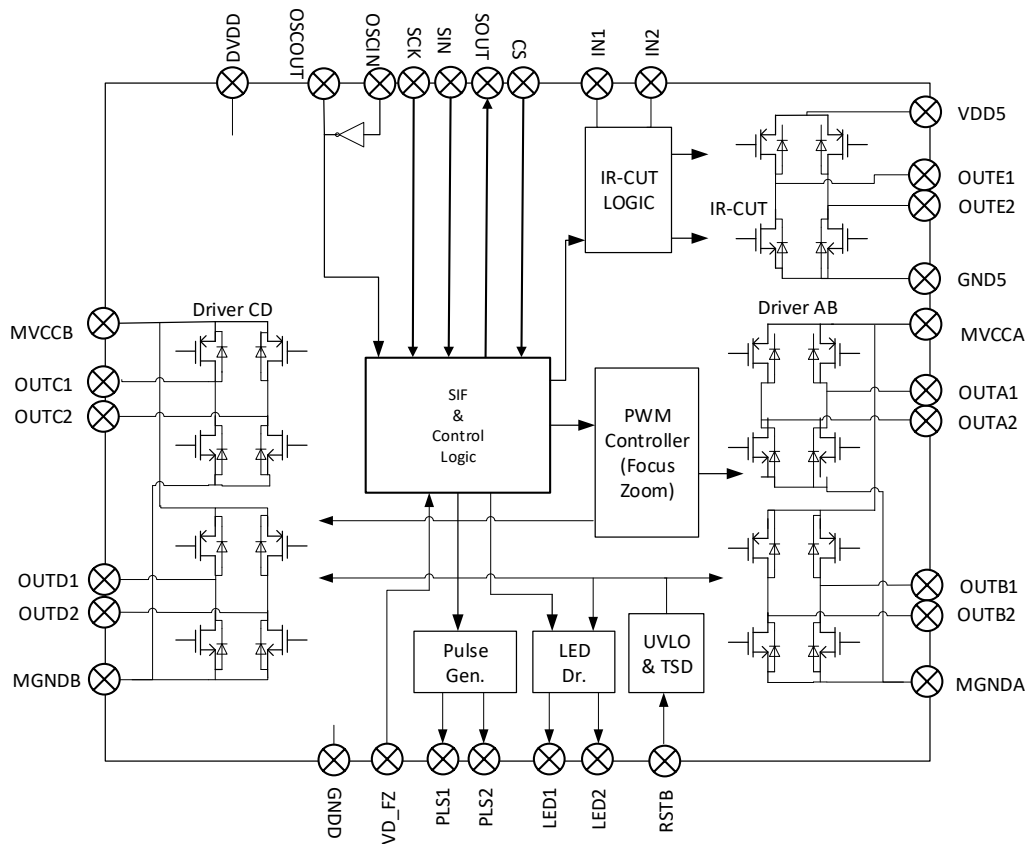 DVDD
OSCOUT
OSCIN
SCK
SIN
SOUT
CS
IN1
IN2
VDD5
OUTE1
IR-CUT
LOGIC
IR-CUT
OUTE2
GND5
Driver CD
Driver AB
MVCCB
MVCCA
OUTC1
OUTA1
OUTC2
OUTA2
SIF
&
Control
Logic
PWM
Controller
(Focus
Zoom)
OUTD1
OUTB1
OUTD2
OUTB2
Pulse
Gen.
LED
Dr.
UVLO
& TSD
MGNDB
MGNDA
GNDD
VD_FZ
PLS1
PLS2
LED1
LED2
RSTB